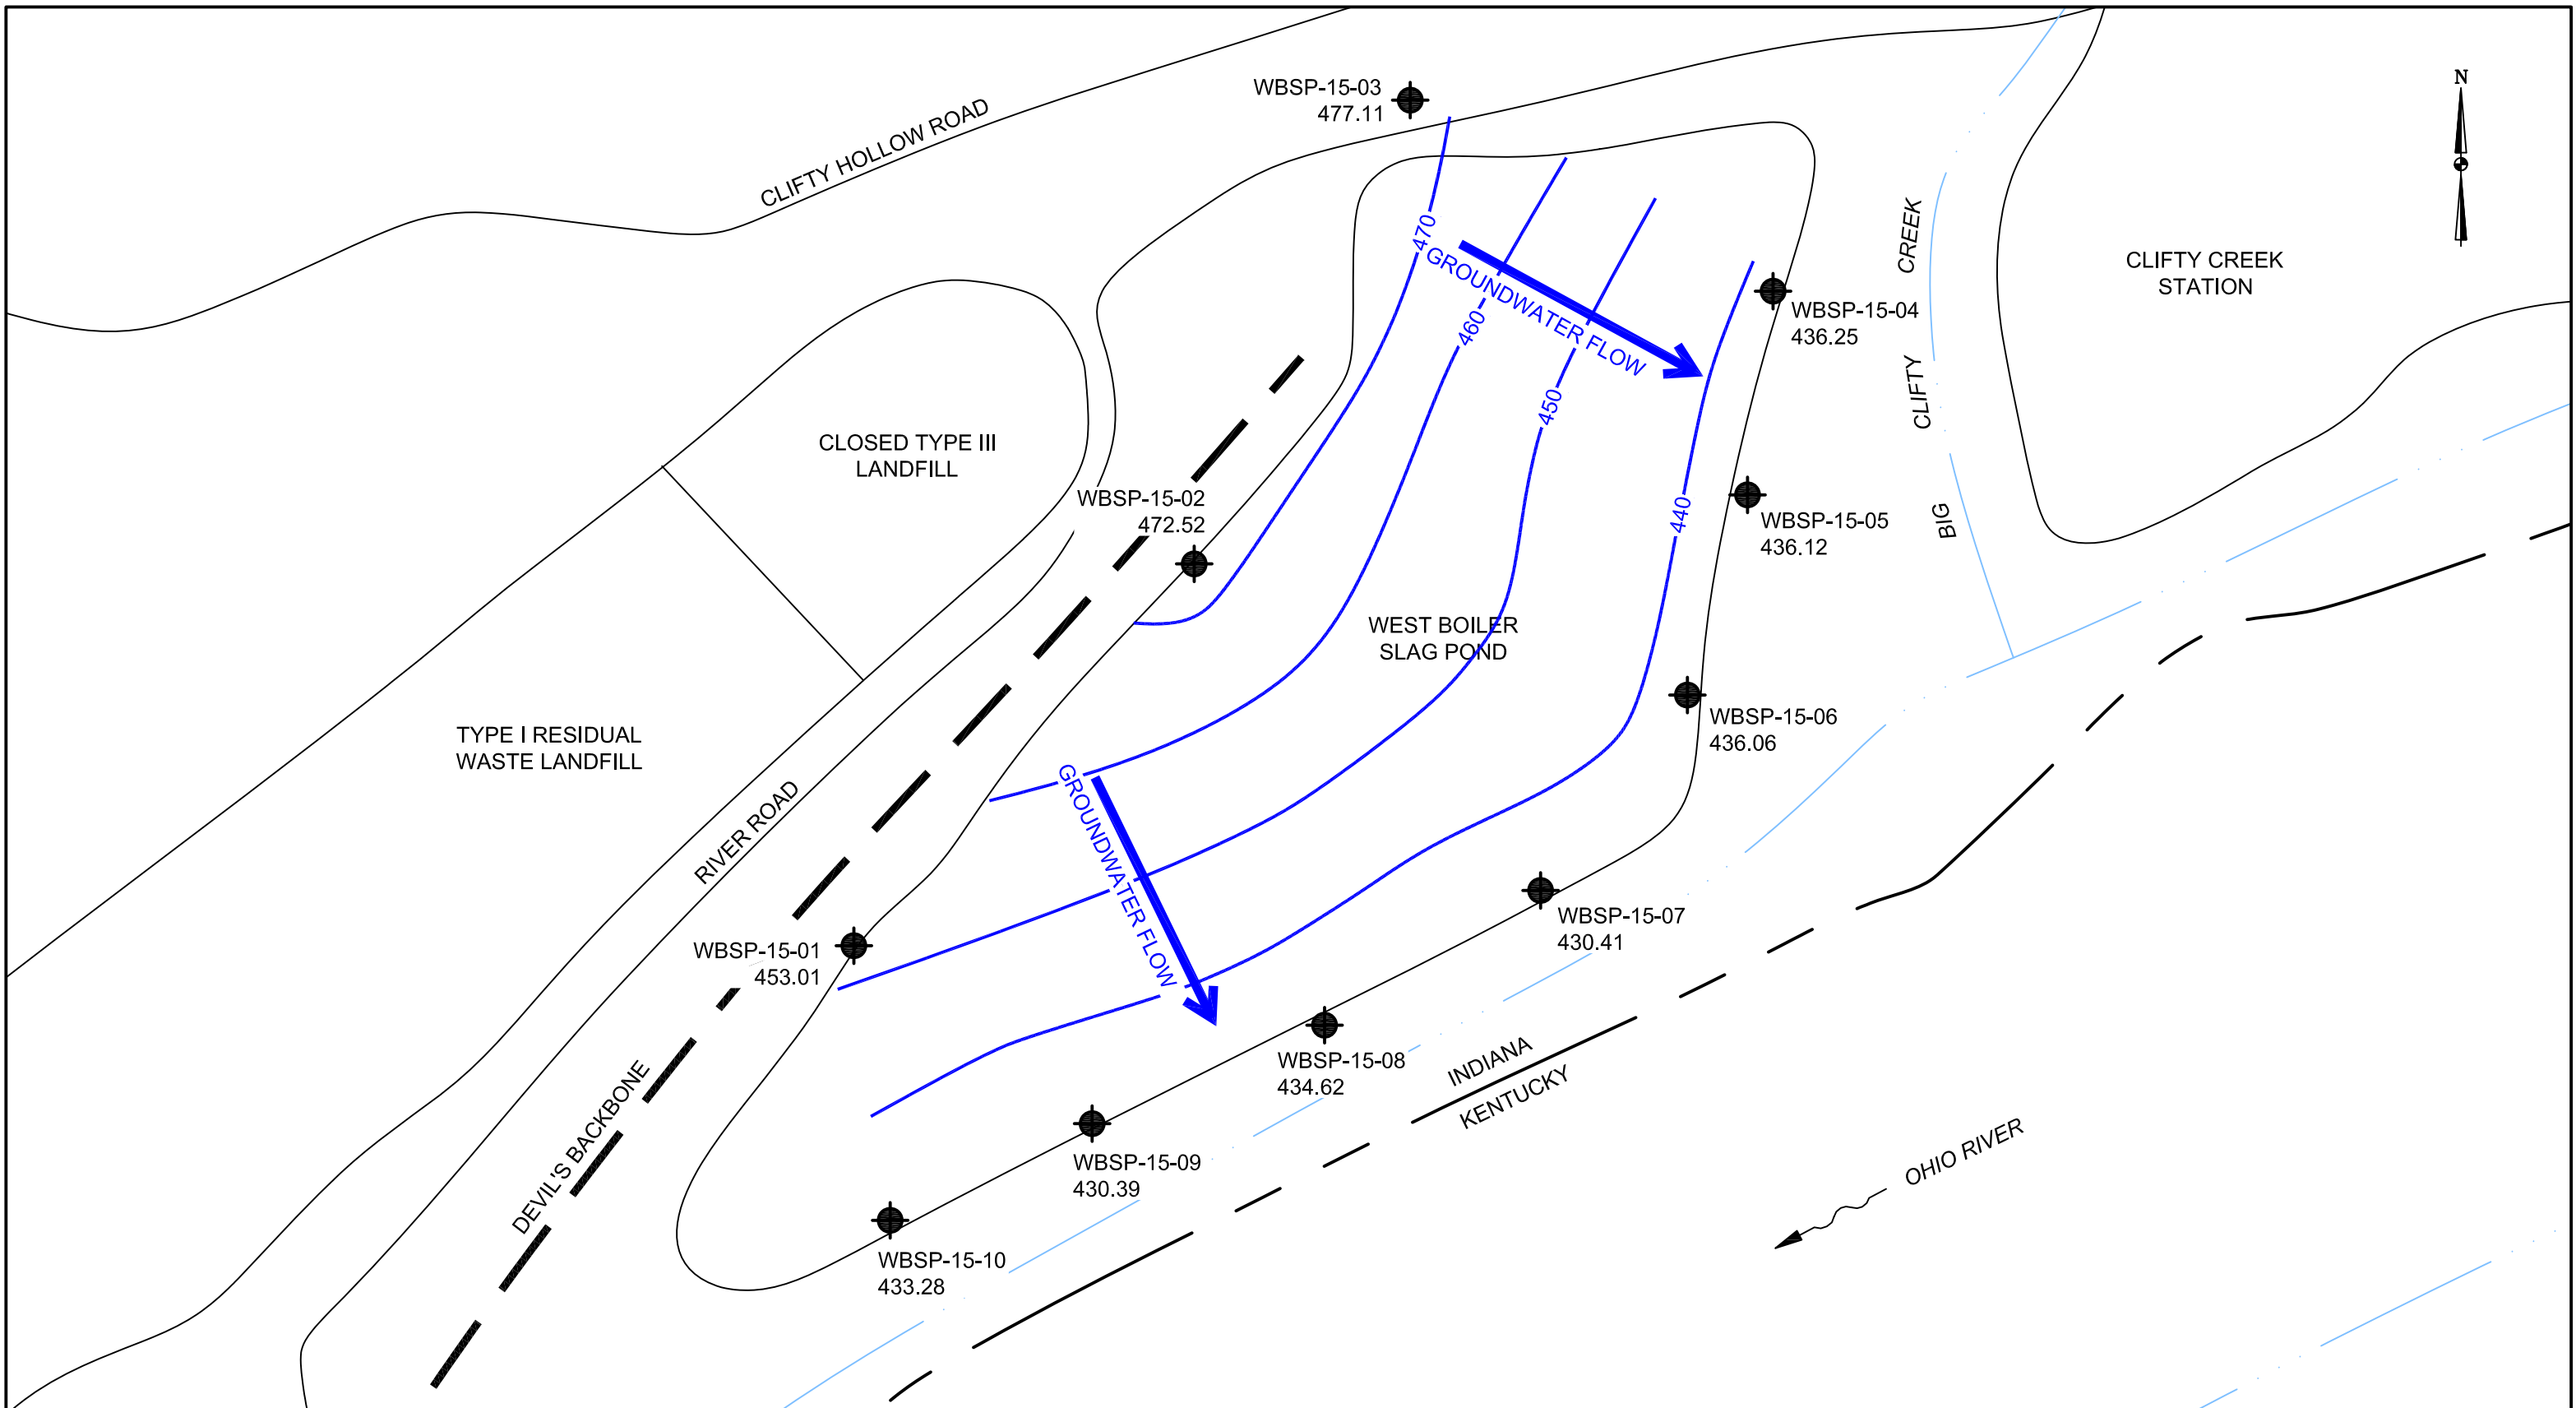 WBSP-15-03
477.11
N
CLIFTY HOLLOW ROAD
470
GROUNDWATER FLOW
460
450
440
WBSP-15-04
436.25
BIG CLIFTY CREEK
CLIFTY CREEK
STATION
CLOSED TYPE III
LANDFILL
WBSP-15-02
472.52
WBSP-15-05
436.12
WEST BOILER
SLAG POND
WBSP-15-06
436.06
TYPE I RESIDUAL
WASTE LANDFILL
RIVER ROAD
GROUNDWATER FLOW
WBSP-15-01
453.01
WBSP-15-07
430.41
WBSP-15-08
434.62
INDIANA
KENTUCKY
DEVIL'S BACKBONE
WBSP-15-09
430.39
OHIO RIVER
WBSP-15-10
433.28